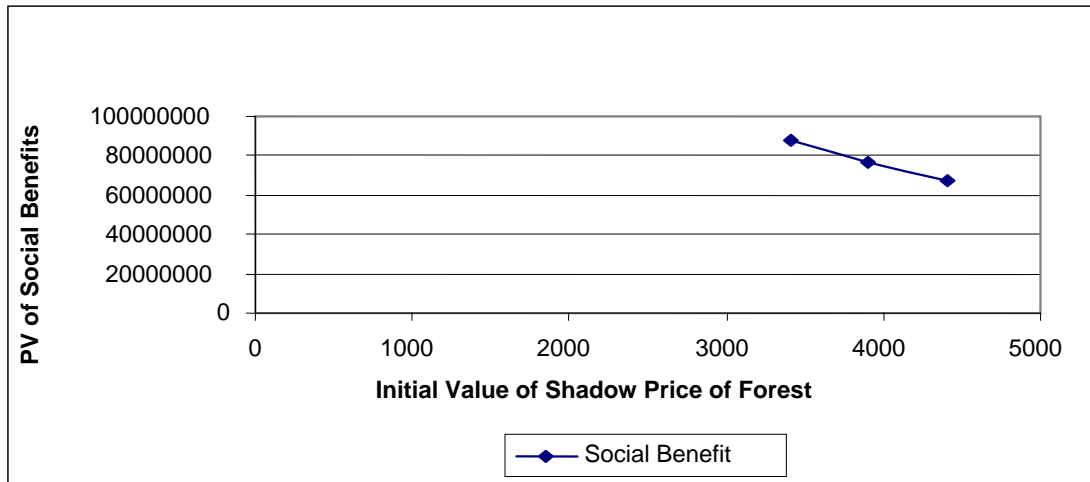 PV of Social Benefits
100000000
80000000
60000000
40000000
20000000
0
0 1000 2000 3000 4000 5000
Initial Value of Shadow Price of Forest
Social Benefit